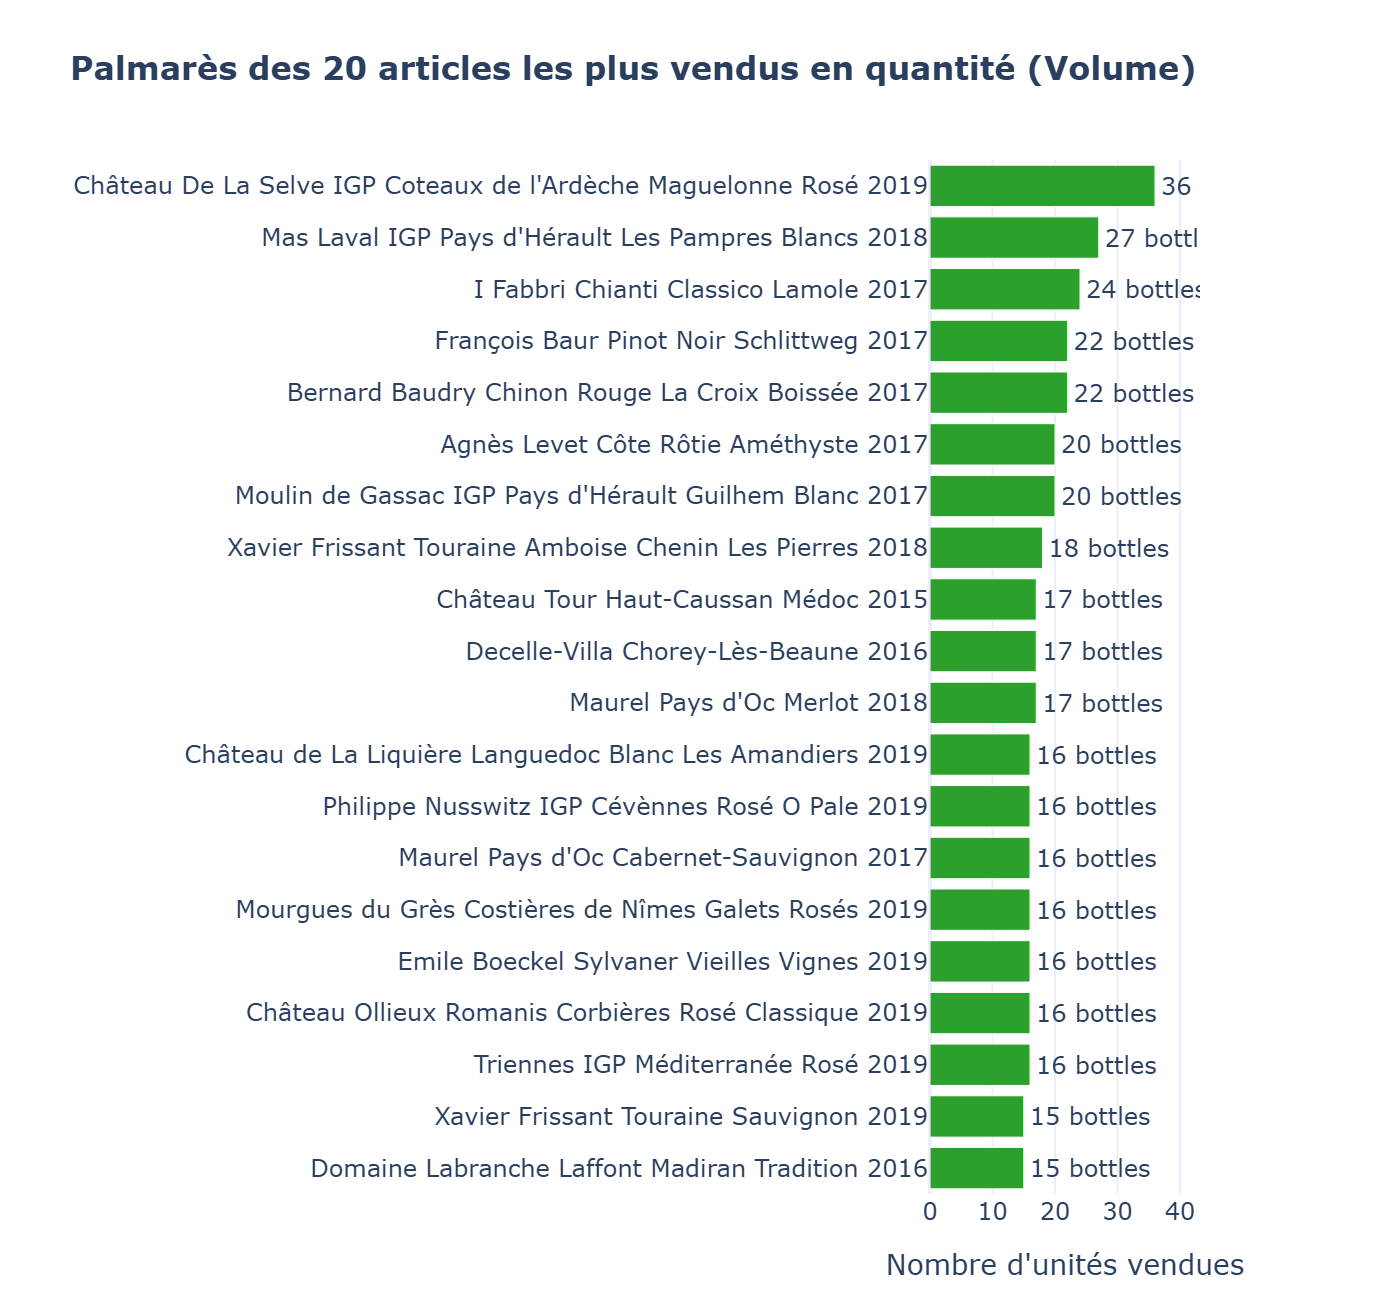 Palmarès des 20 articles les plus vendus en quantité (Volume)
Château De La Selve IGP Coteaux de l'Ardèche Maguelonne Rosé 2019 36
Mas Laval IGP Pays d'Hérault Les Pampres Blancs 2018 27 bottl
I Fabbri Chianti Classico Lamole 2017 24 bottles
François Baur Pinot Noir Schlittweg 2017 22 bottles
Bernard Baudry Chinon Rouge La Croix Boissée 2017 22 bottles
Agnès Levet Côte Rôtie Améthyste 2017 20 bottles
Moulin de Gassac IGP Pays d'Hérault Guilhem Blanc 2017 20 bottles
Xavier Frissant Touraine Amboise Chenin Les Pierres 2018 18 bottles
Château Tour Haut-Caussan Médoc 2015 17 bottles
Decelle-Villa Chorey-Lès-Beaune 2016 17 bottles
Maurel Pays d'Oc Merlot 2018 17 bottles
Château de La Liquière Languedoc Blanc Les Amandiers 2019 16 bottles
Philippe Nusswitz IGP Cévènnes Rosé O Pale 2019 16 bottles
Maurel Pays d'Oc Cabernet-Sauvignon 2017 16 bottles
Mourgues du Grès Costières de Nîmes Galets Rosés 2019 16 bottles
Emile Boeckel Sylvaner Vieilles Vignes 2019 16 bottles
Château Ollieux Romanis Corbières Rosé Classique 2019 16 bottles
Triennes IGP Méditerranée Rosé 2019 16 bottles
Xavier Frissant Touraine Sauvignon 2019 15 bottles
Domaine Labranche Laffont Madiran Tradition 2016 15 bottles
0 10 20 30 40
Nombre d'unités vendues